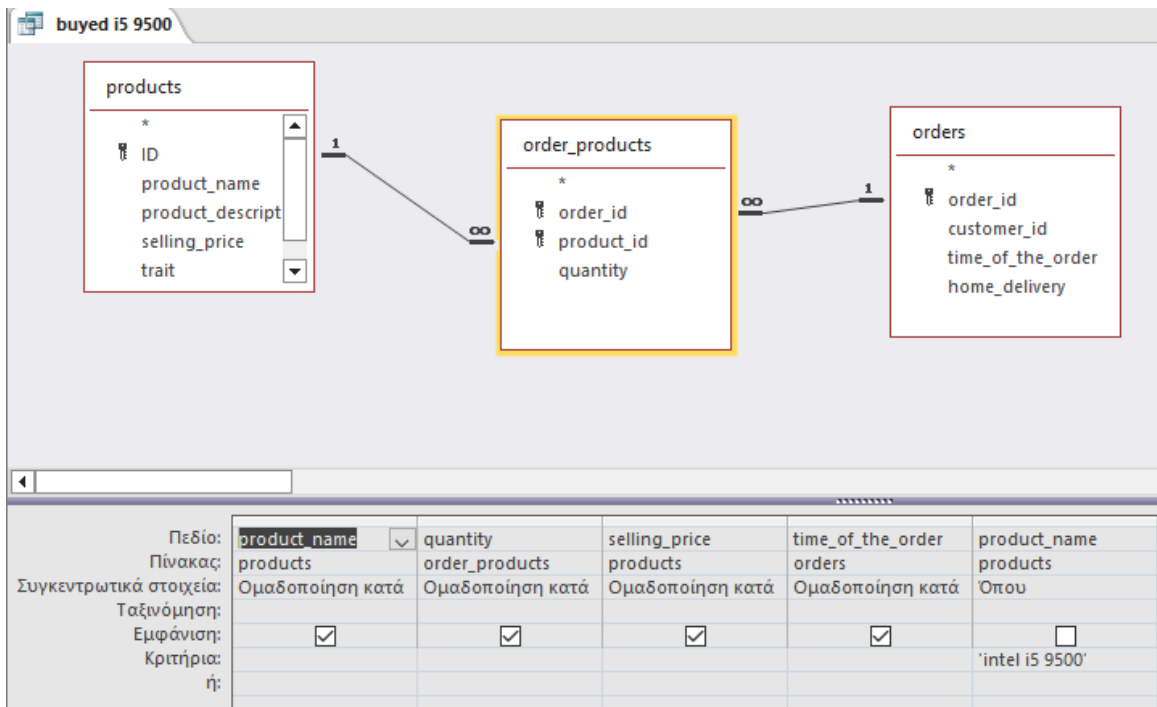 buyed i5 9500
products
*
ID
product_name
product_descript
selling_price
trait
1
∞
order_products
*
order_id
product_id
quantity
∞
1
orders
*
order_id
customer_id
time_of_the_order
home_delivery
Πεδίο: product_name quantity selling_price time_of_the_order product_name
Πίνακας: products order_products products orders products
Συγκεντρωτικά στοιχεία: Ομαδοποίηση κατά Ομαδοποίηση κατά Ομαδοποίηση κατά Ομαδοποίηση κατά Όπου
Ταξινόμηση:
Εμφάνιση:
Κριτήρια: 'intel i5 9500'
ή: